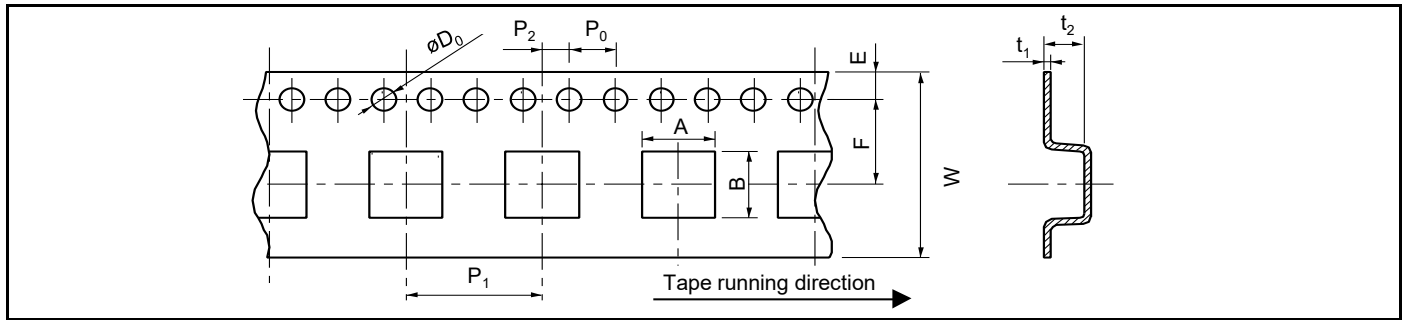 øD₀
P₂
P₀
E
t₁
t₂
A
F
B
W
P₁
Tape running direction